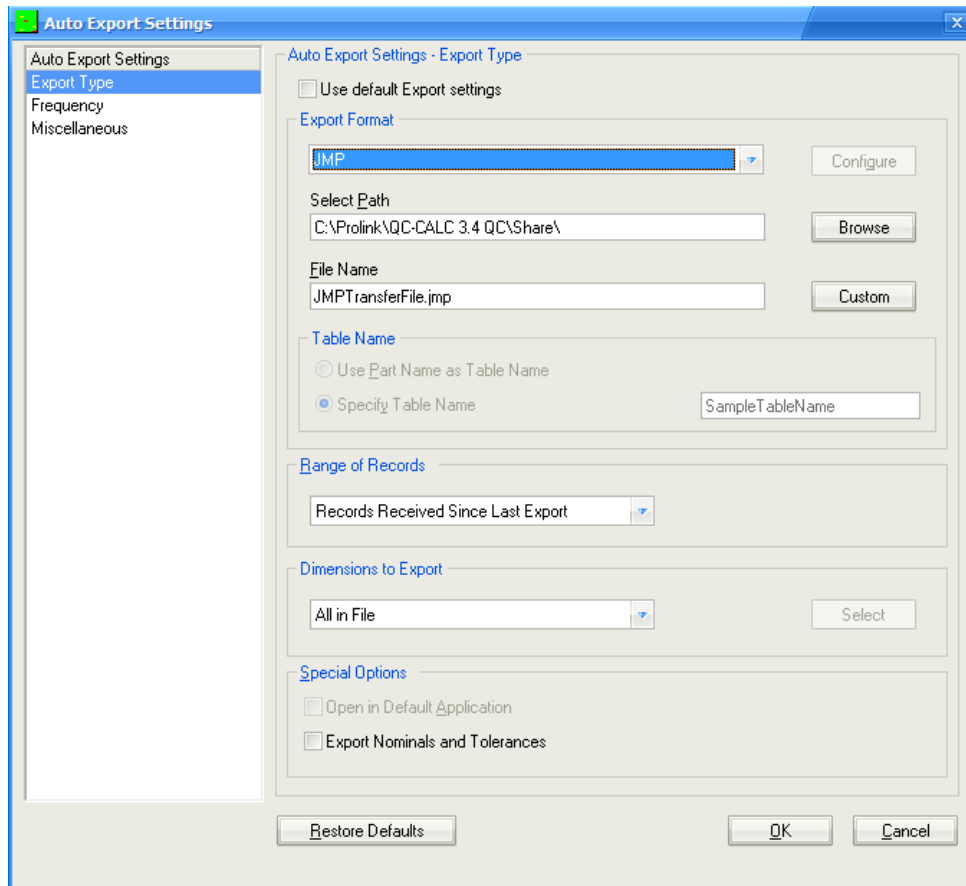 Auto Export Settings
Auto Export Settings
Export Type
Frequency
Miscellaneous
Auto Export Settings - Export Type
Use default Export settings
Export Format
JMP
Configure
Select Path
C:\Prolink\QC-CALC 3.4 QC\Share\
Browse
File Name
JMPTransferFile.jmp
Custom
Table Name
Use Part Name as Table Name
Specify Table Name
SampleTableName
Range of Records
Records Received Since Last Export
Dimensions to Export
All in File
Select
Special Options
Open in Default Application
Export Nominals and Tolerances
Restore Defaults
OK
Cancel